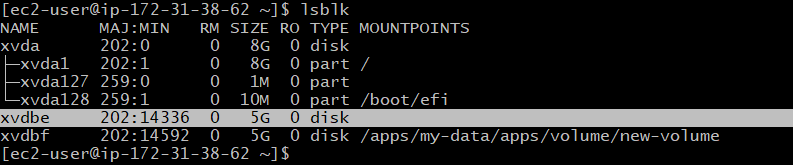 [ec2-user@ip-172-31-38-62 ~]$ lsblk
NAME     MAJ:MIN    RM  SIZE RO TYPE MOUNTPOINTS
xvda     202:0       0    8G  0 disk
├─xvda1  202:1       0    8G  0 part /
├─xvda127 259:0      0    1M  0 part
└─xvda128 259:1      0   10M  0 part /boot/efi
xvdbe    202:14336   0    5G  0 disk
xvdbf    202:14592   0    5G  0 disk /apps/my-data/apps/volume/new-volume
[ec2-user@ip-172-31-38-62 ~]$